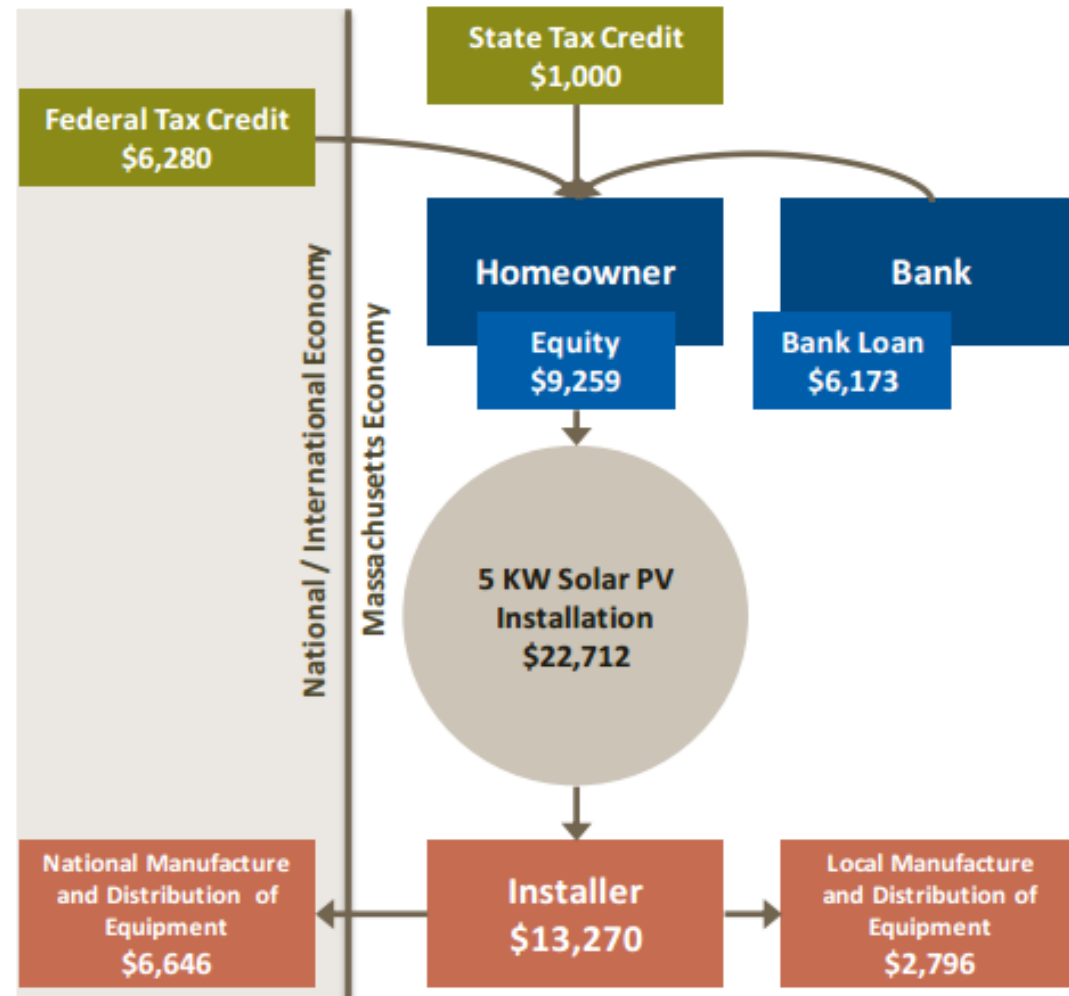 State Tax Credit
$1,000
Federal Tax Credit
$6,280
Homeowner
Bank
Equity
$9,259
Bank Loan
$6,173
National / International Economy
Massachusetts Economy
5 KW Solar PV
Installation
$22,712
National Manufacture
and Distribution of
Equipment
$6,646
Installer
$13,270
Local Manufacture
and Distribution of
Equipment
$2,796